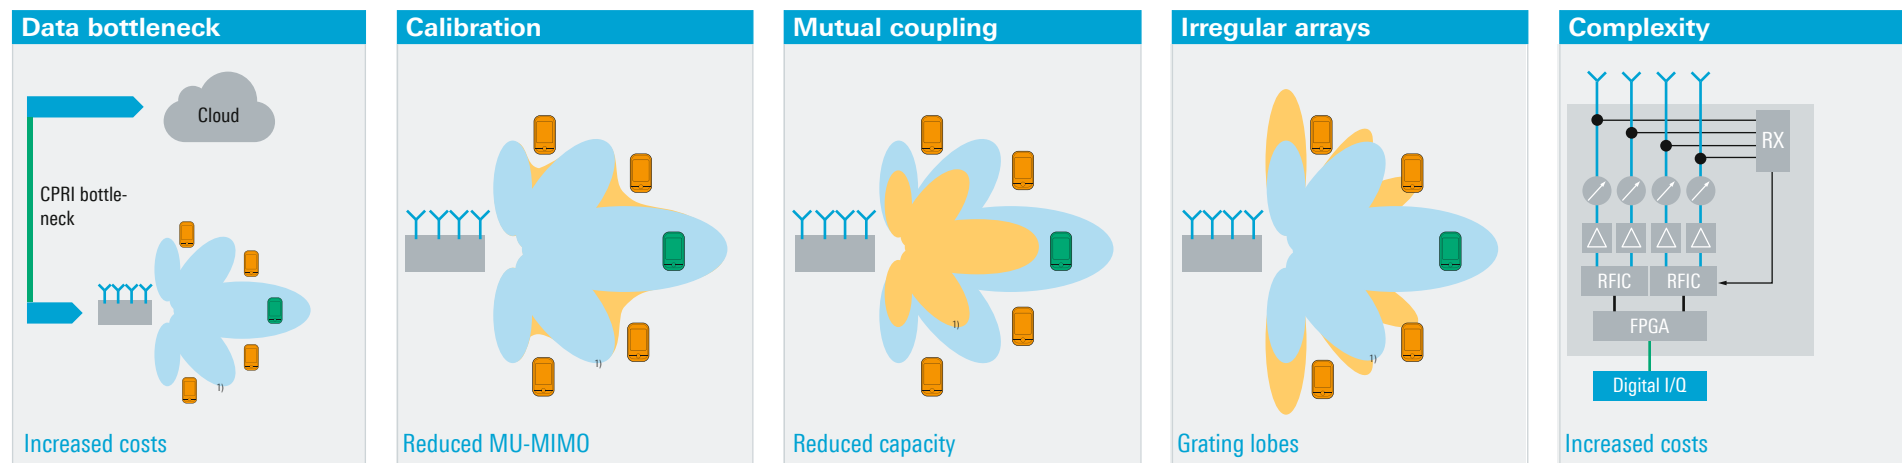 Data bottleneck
Cloud
CPRI bottle-
neck
1)
Increased costs
Calibration
1)
Reduced MU-MIMO
Mutual coupling
1)
Reduced capacity
Irregular arrays
1)
Grating lobes
Complexity
RX
RFIC RFIC
FPGA
Digital I/Q
Increased costs